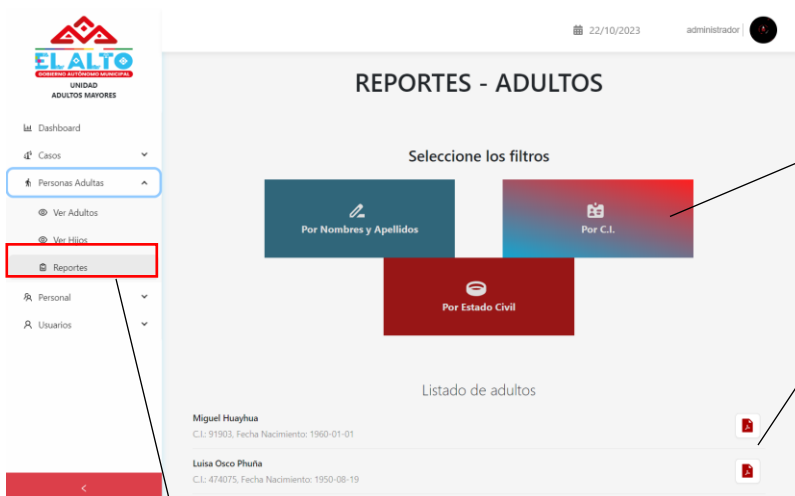 22/10/2023
administrador
EL ALTO
GOBIERNO AUTÓNOMO MUNICIPAL
UNIDAD
ADULTOS MAYORES
Dashboard
Casos
Personas Adultas
Ver Adultos
Ver Hijos
Reportes
Personal
Usuarios
REPORTES - ADULTOS
Seleccione los filtros
Por Nombres y Apellidos
Por C.I.
Por Estado Civil
Listado de adultos
Miguel Huayhua
C.I.: 91903, Fecha Nacimiento: 1960-01-01
Luisa Osco Phuña
C.I.: 474075, Fecha Nacimiento: 1950-08-19